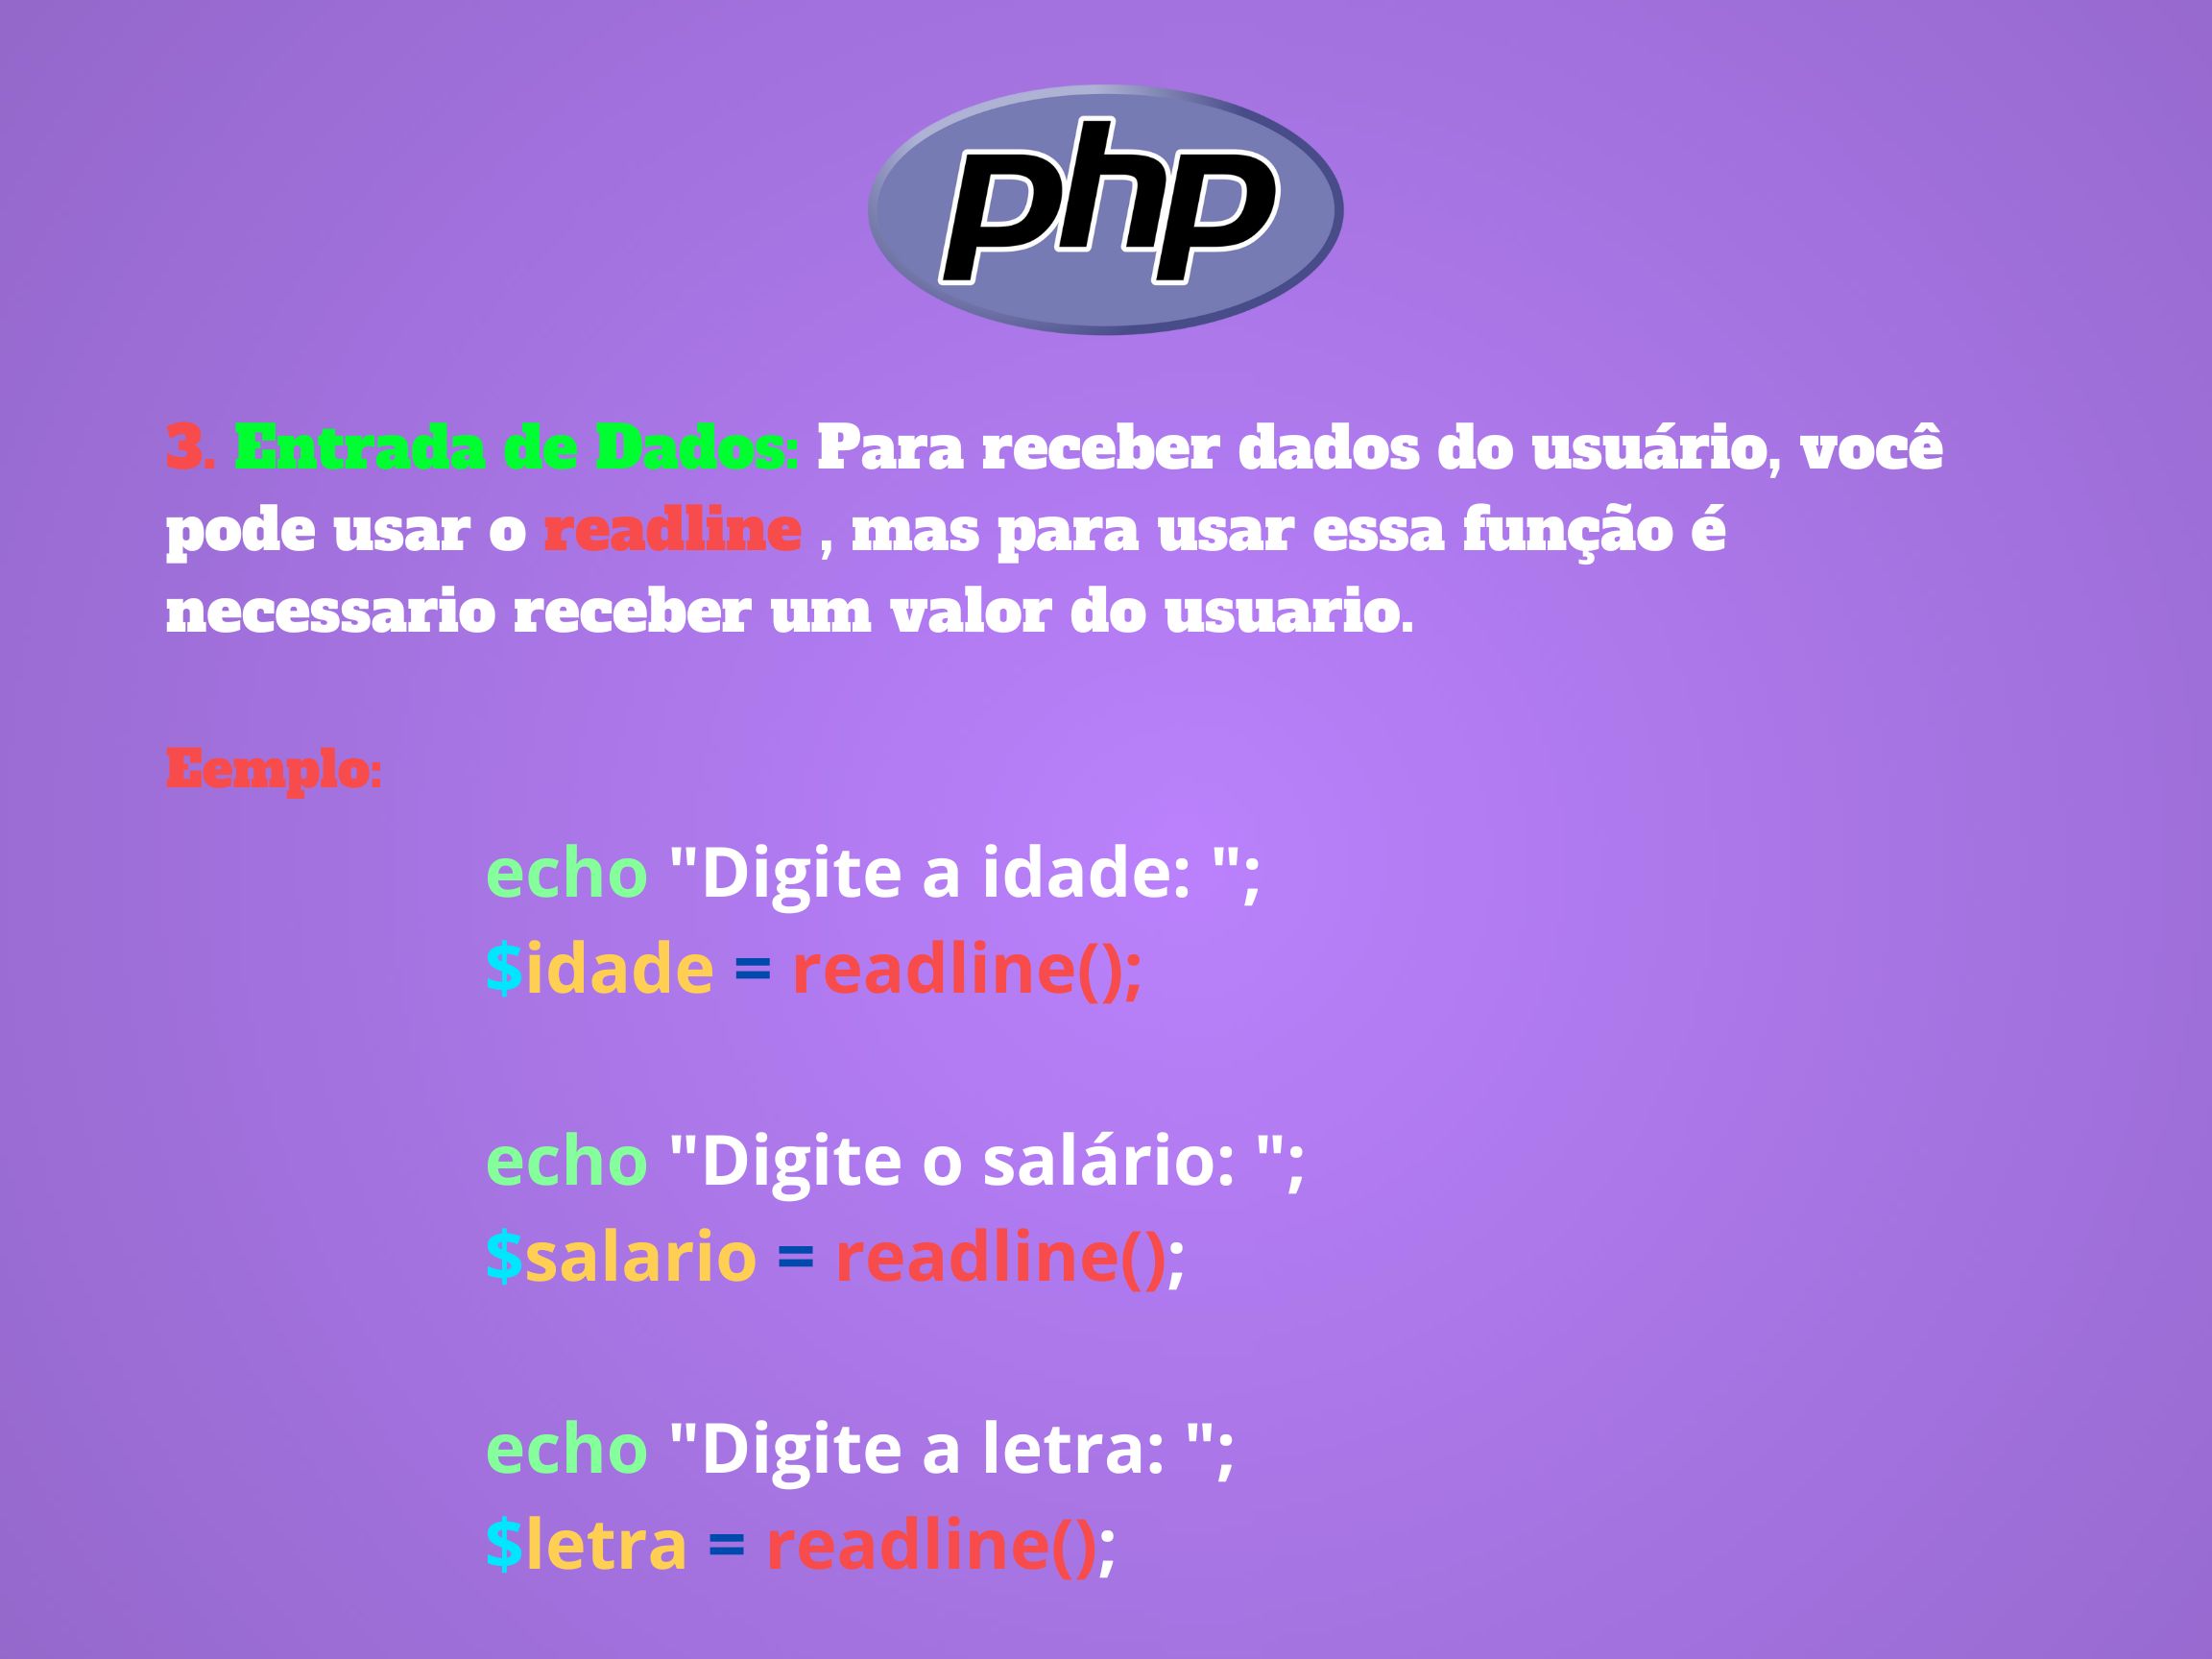 php
3. Entrada de Dados: Para receber dados do usuário, você
pode usar o readline , mas para usar essa função é
necessario receber um valor do usuario.
Eemplo:
echo "Digite a idade: ";
$idade = readline();
echo "Digite o salário: ";
$salario = readline();
echo "Digite a letra: ";
$letra = readline();